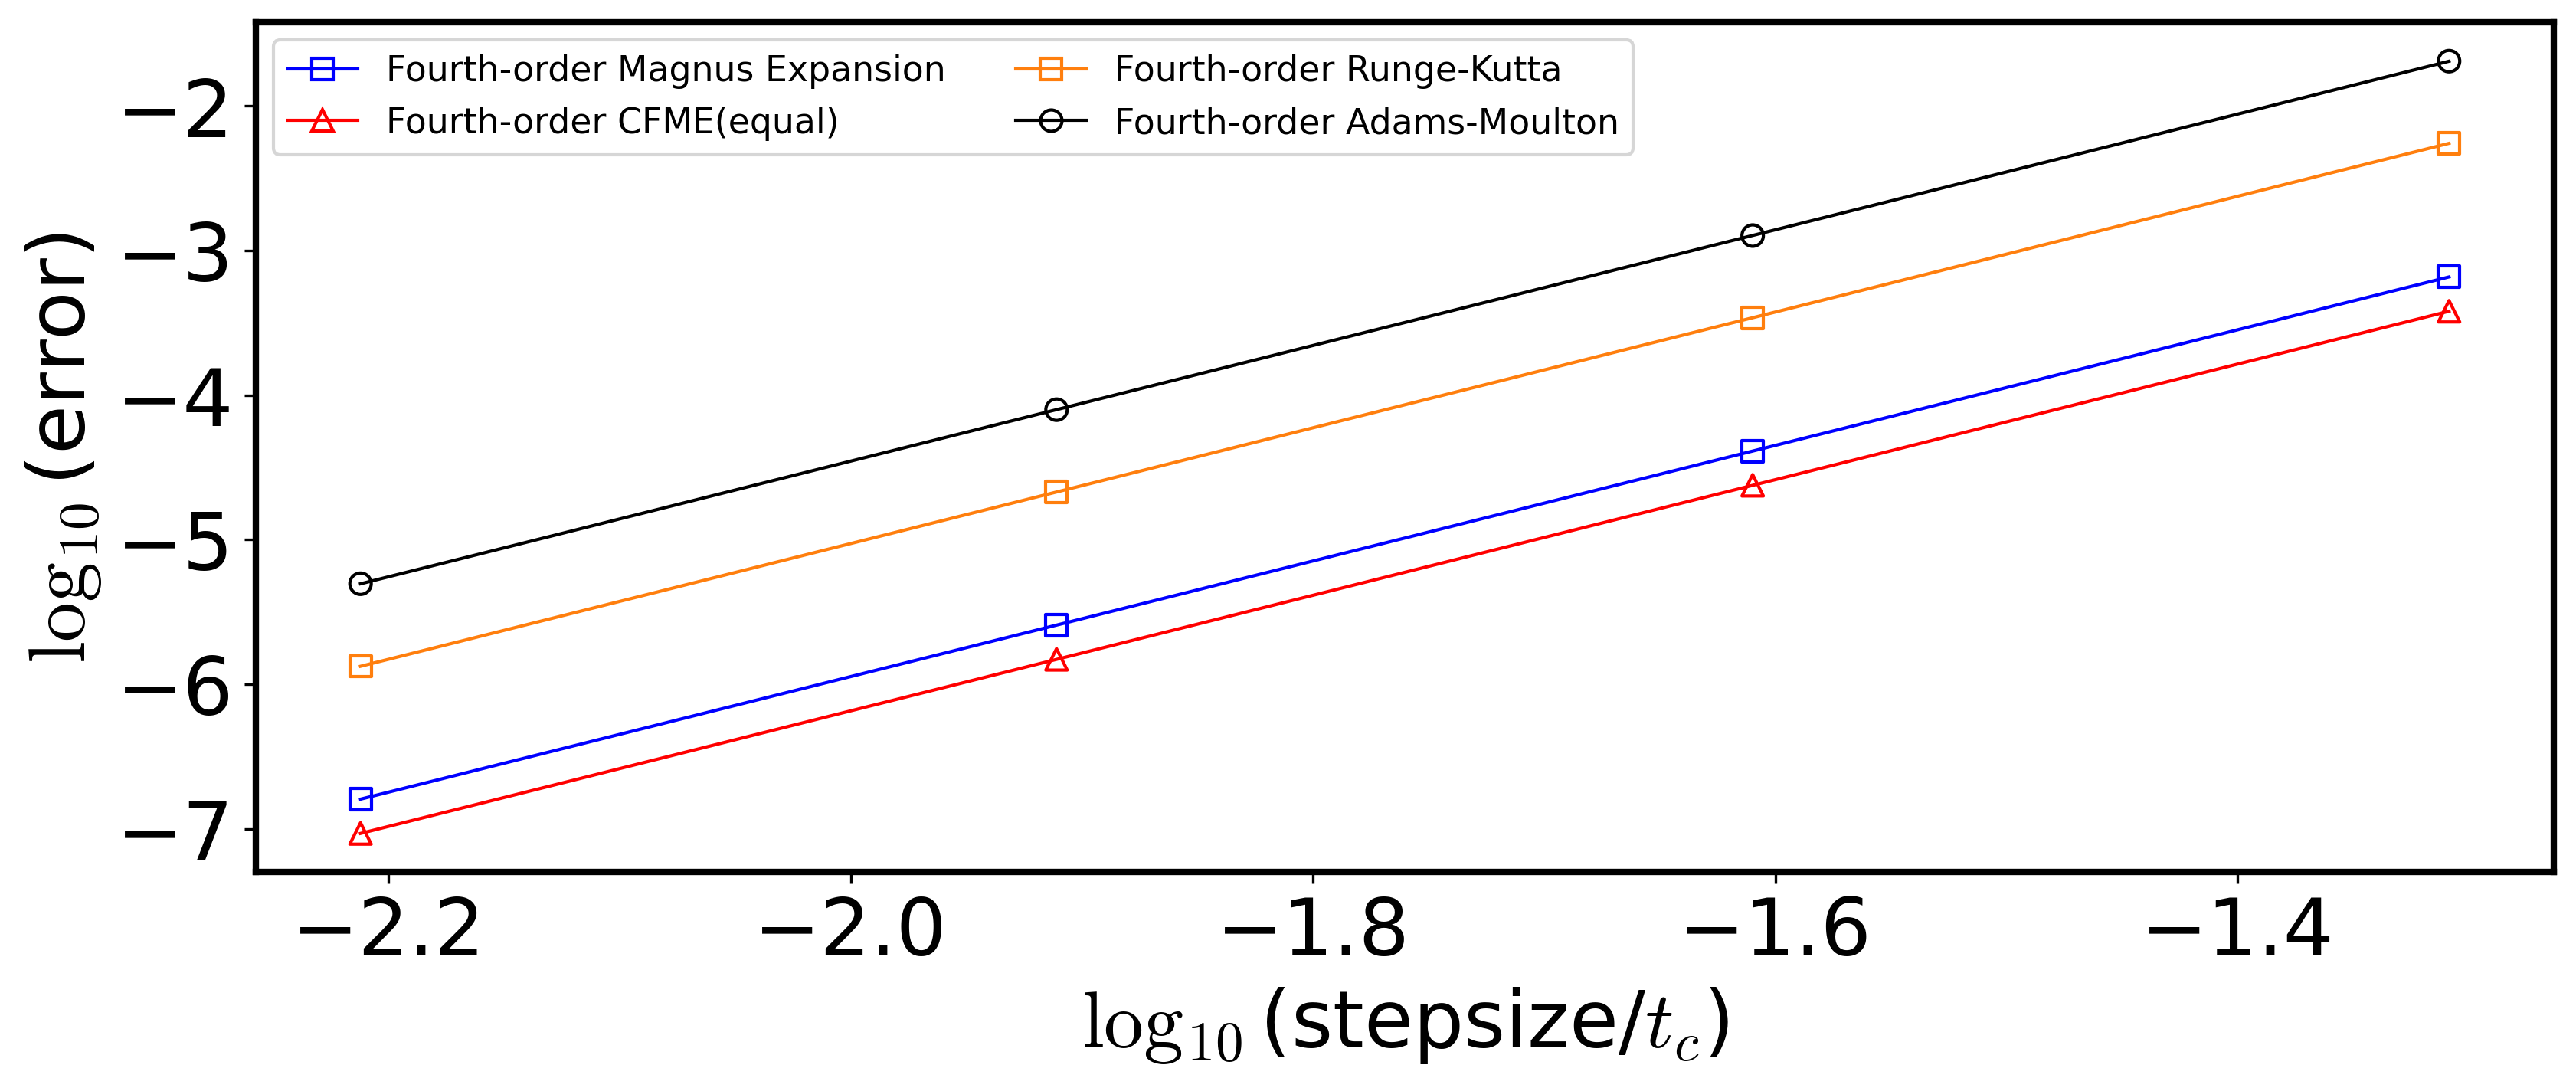 Fourth-order Magnus Expansion
Fourth-order CFME(equal)
Fourth-order Runge-Kutta
Fourth-order Adams-Moulton
log₁₀(error)
−2
−3
−4
−5
−6
−7
−2.2 −2.0 −1.8 −1.6 −1.4
log₁₀(stepsize/t_c)